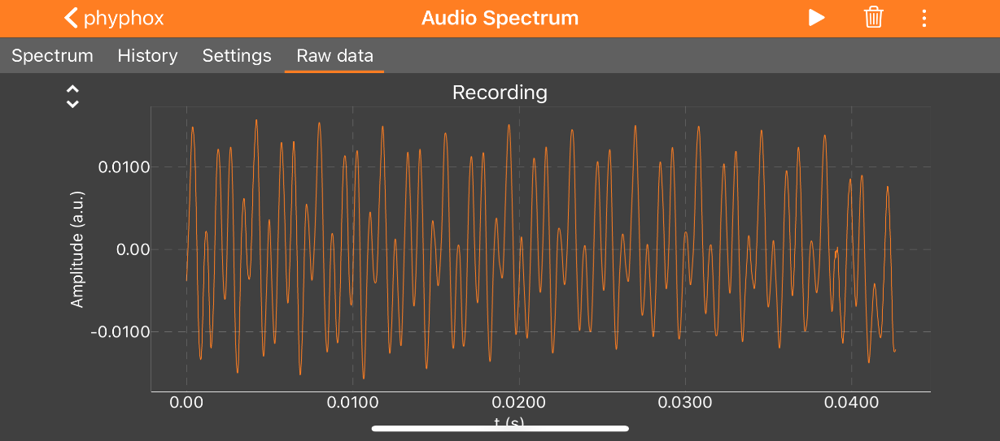 phyphox Audio Spectrum
Spectrum History Settings Raw data
Recording
Amplitude (a.u.)
0.0100
0.00
-0.0100
0.00 0.0100 0.0200 0.0300 0.0400
t (s)